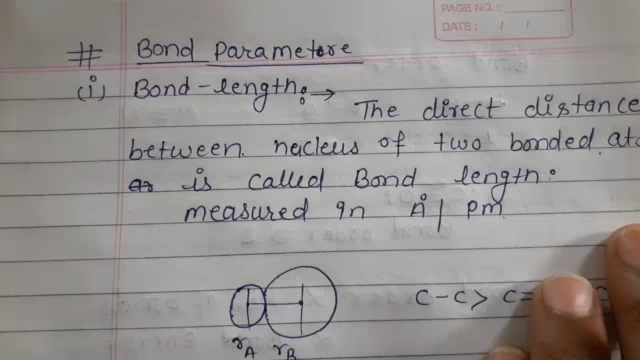 PAGE NO.:
DATE: / /
# Bond Parametore
(i) Bond-length:→
The direct distance
between nucleus of two bonded
is called Bond length.
measured in Å | pm
C-C > C=
rA rB